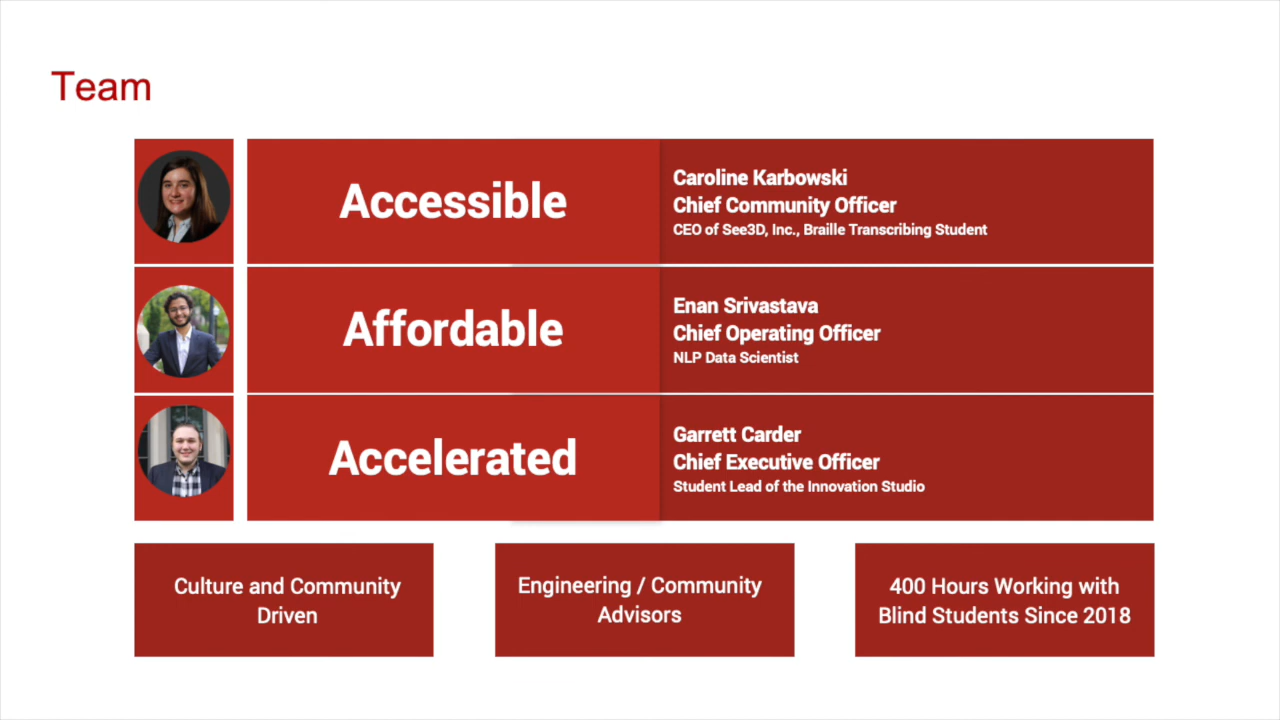 Team
Accessible
Caroline Karbowski
Chief Community Officer
CEO of See3D, Inc., Braille Transcribing Student
Affordable
Enan Srivastava
Chief Operating Officer
NLP Data Scientist
Accelerated
Garrett Carder
Chief Executive Officer
Student Lead of the Innovation Studio
Culture and Community
Driven
Engineering / Community
Advisors
400 Hours Working with
Blind Students Since 2018